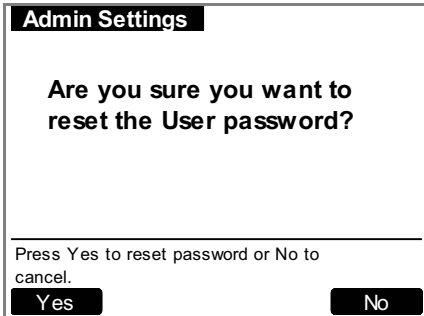 Admin Settings
Are you sure you want to
reset the User password?
Press Yes to reset password or No to
cancel.
Yes No